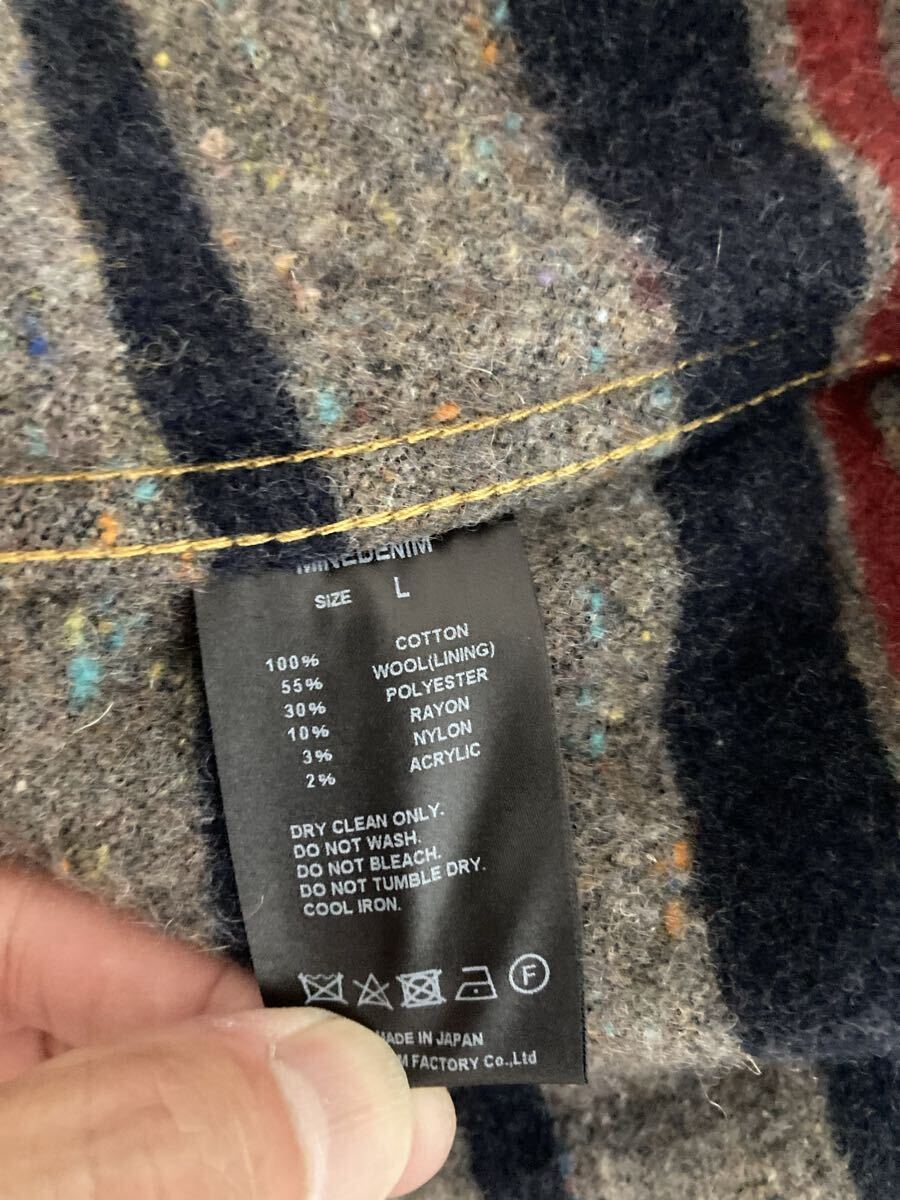 MINEDENIM
SIZE L
100% COTTON
55% WOOL(LINING)
30% POLYESTER
10% RAYON
3% NYLON
2% ACRYLIC
DRY CLEAN ONLY.
DO NOT WASH.
DO NOT BLEACH.
DO NOT TUMBLE DRY.
COOL IRON.
F
MADE IN JAPAN
FACTORY Co.,Ltd